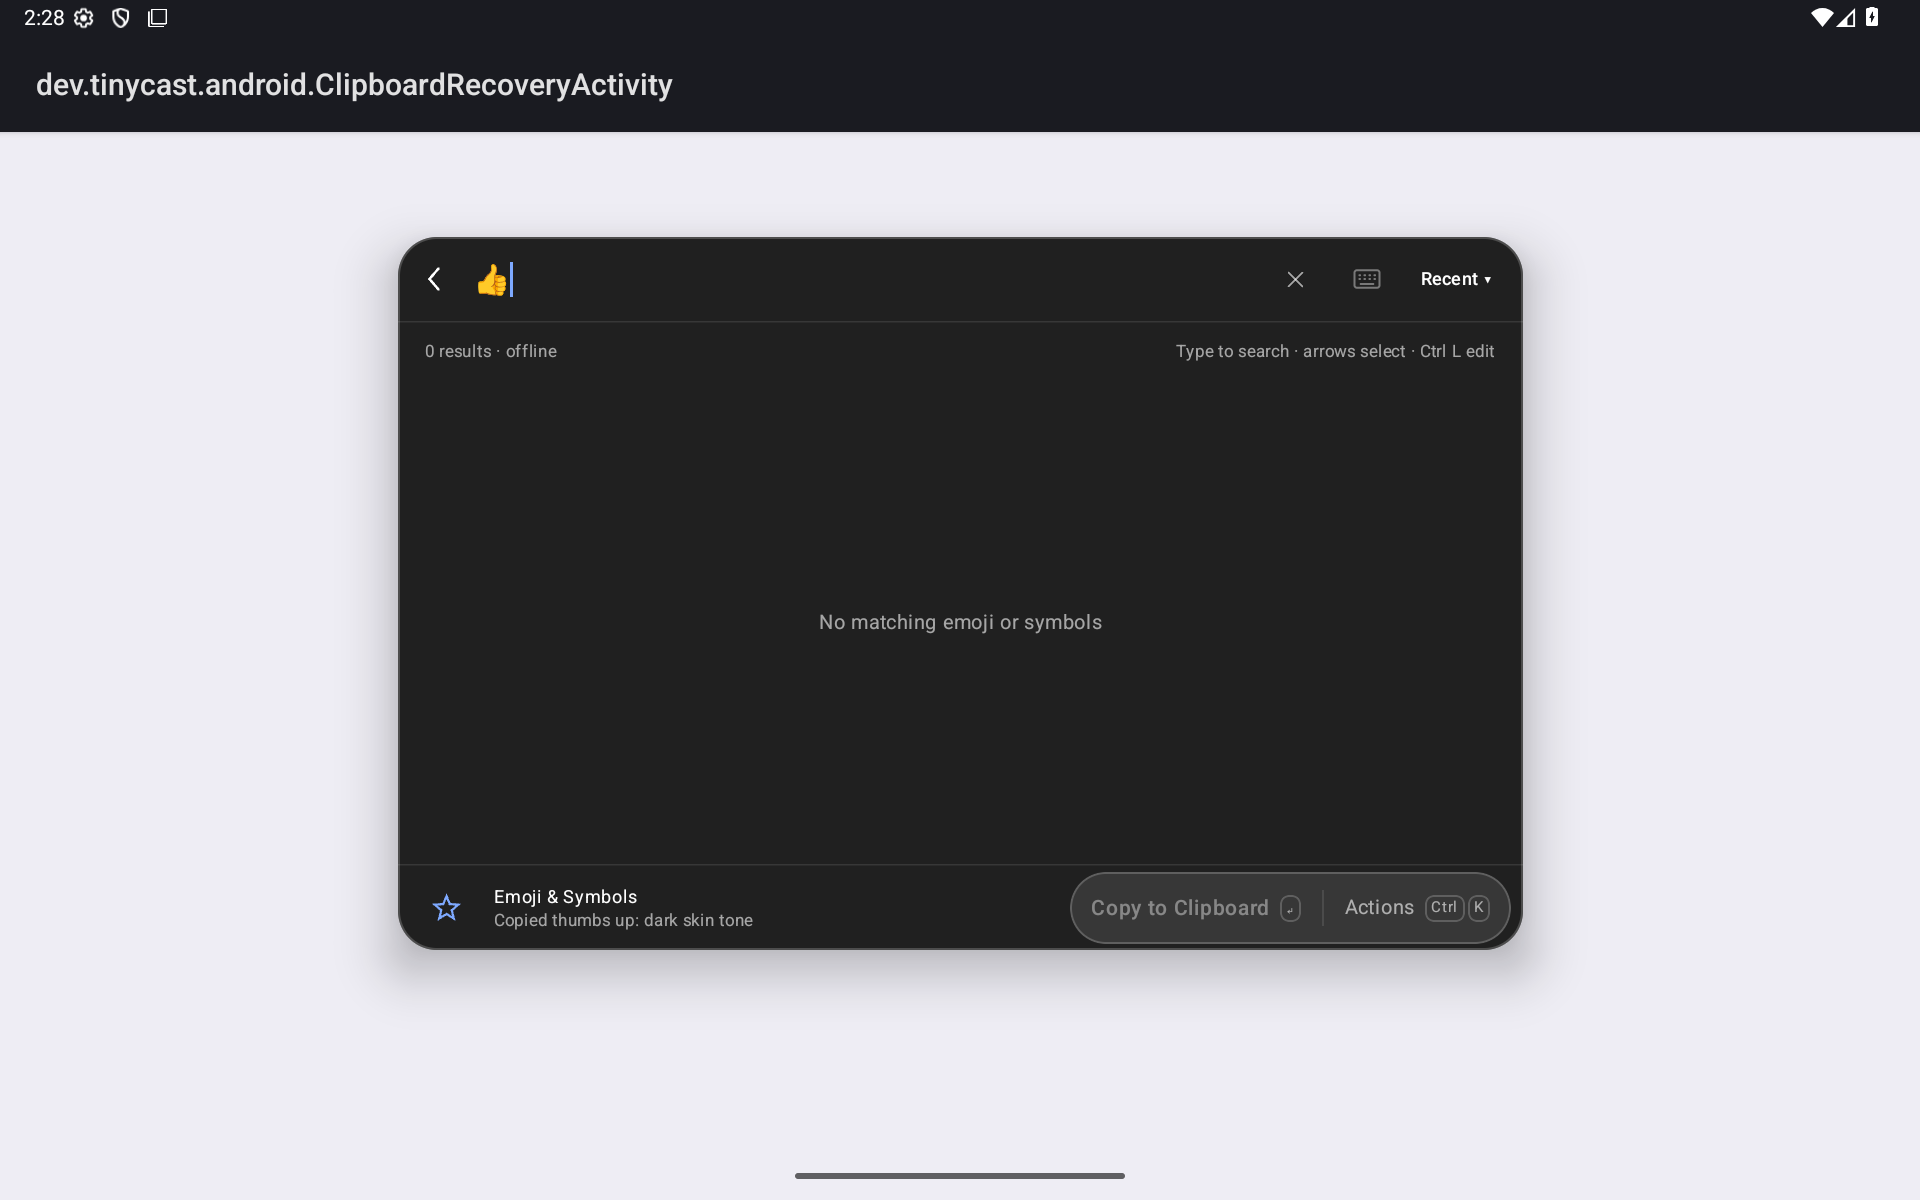 2:28
dev.tinycast.android.ClipboardRecoveryActivity
👍
Recent ▾
0 results · offline
Type to search · arrows select · Ctrl L edit
No matching emoji or symbols
Emoji & Symbols
Copied thumbs up: dark skin tone
Copy to Clipboard ↵
Actions Ctrl K